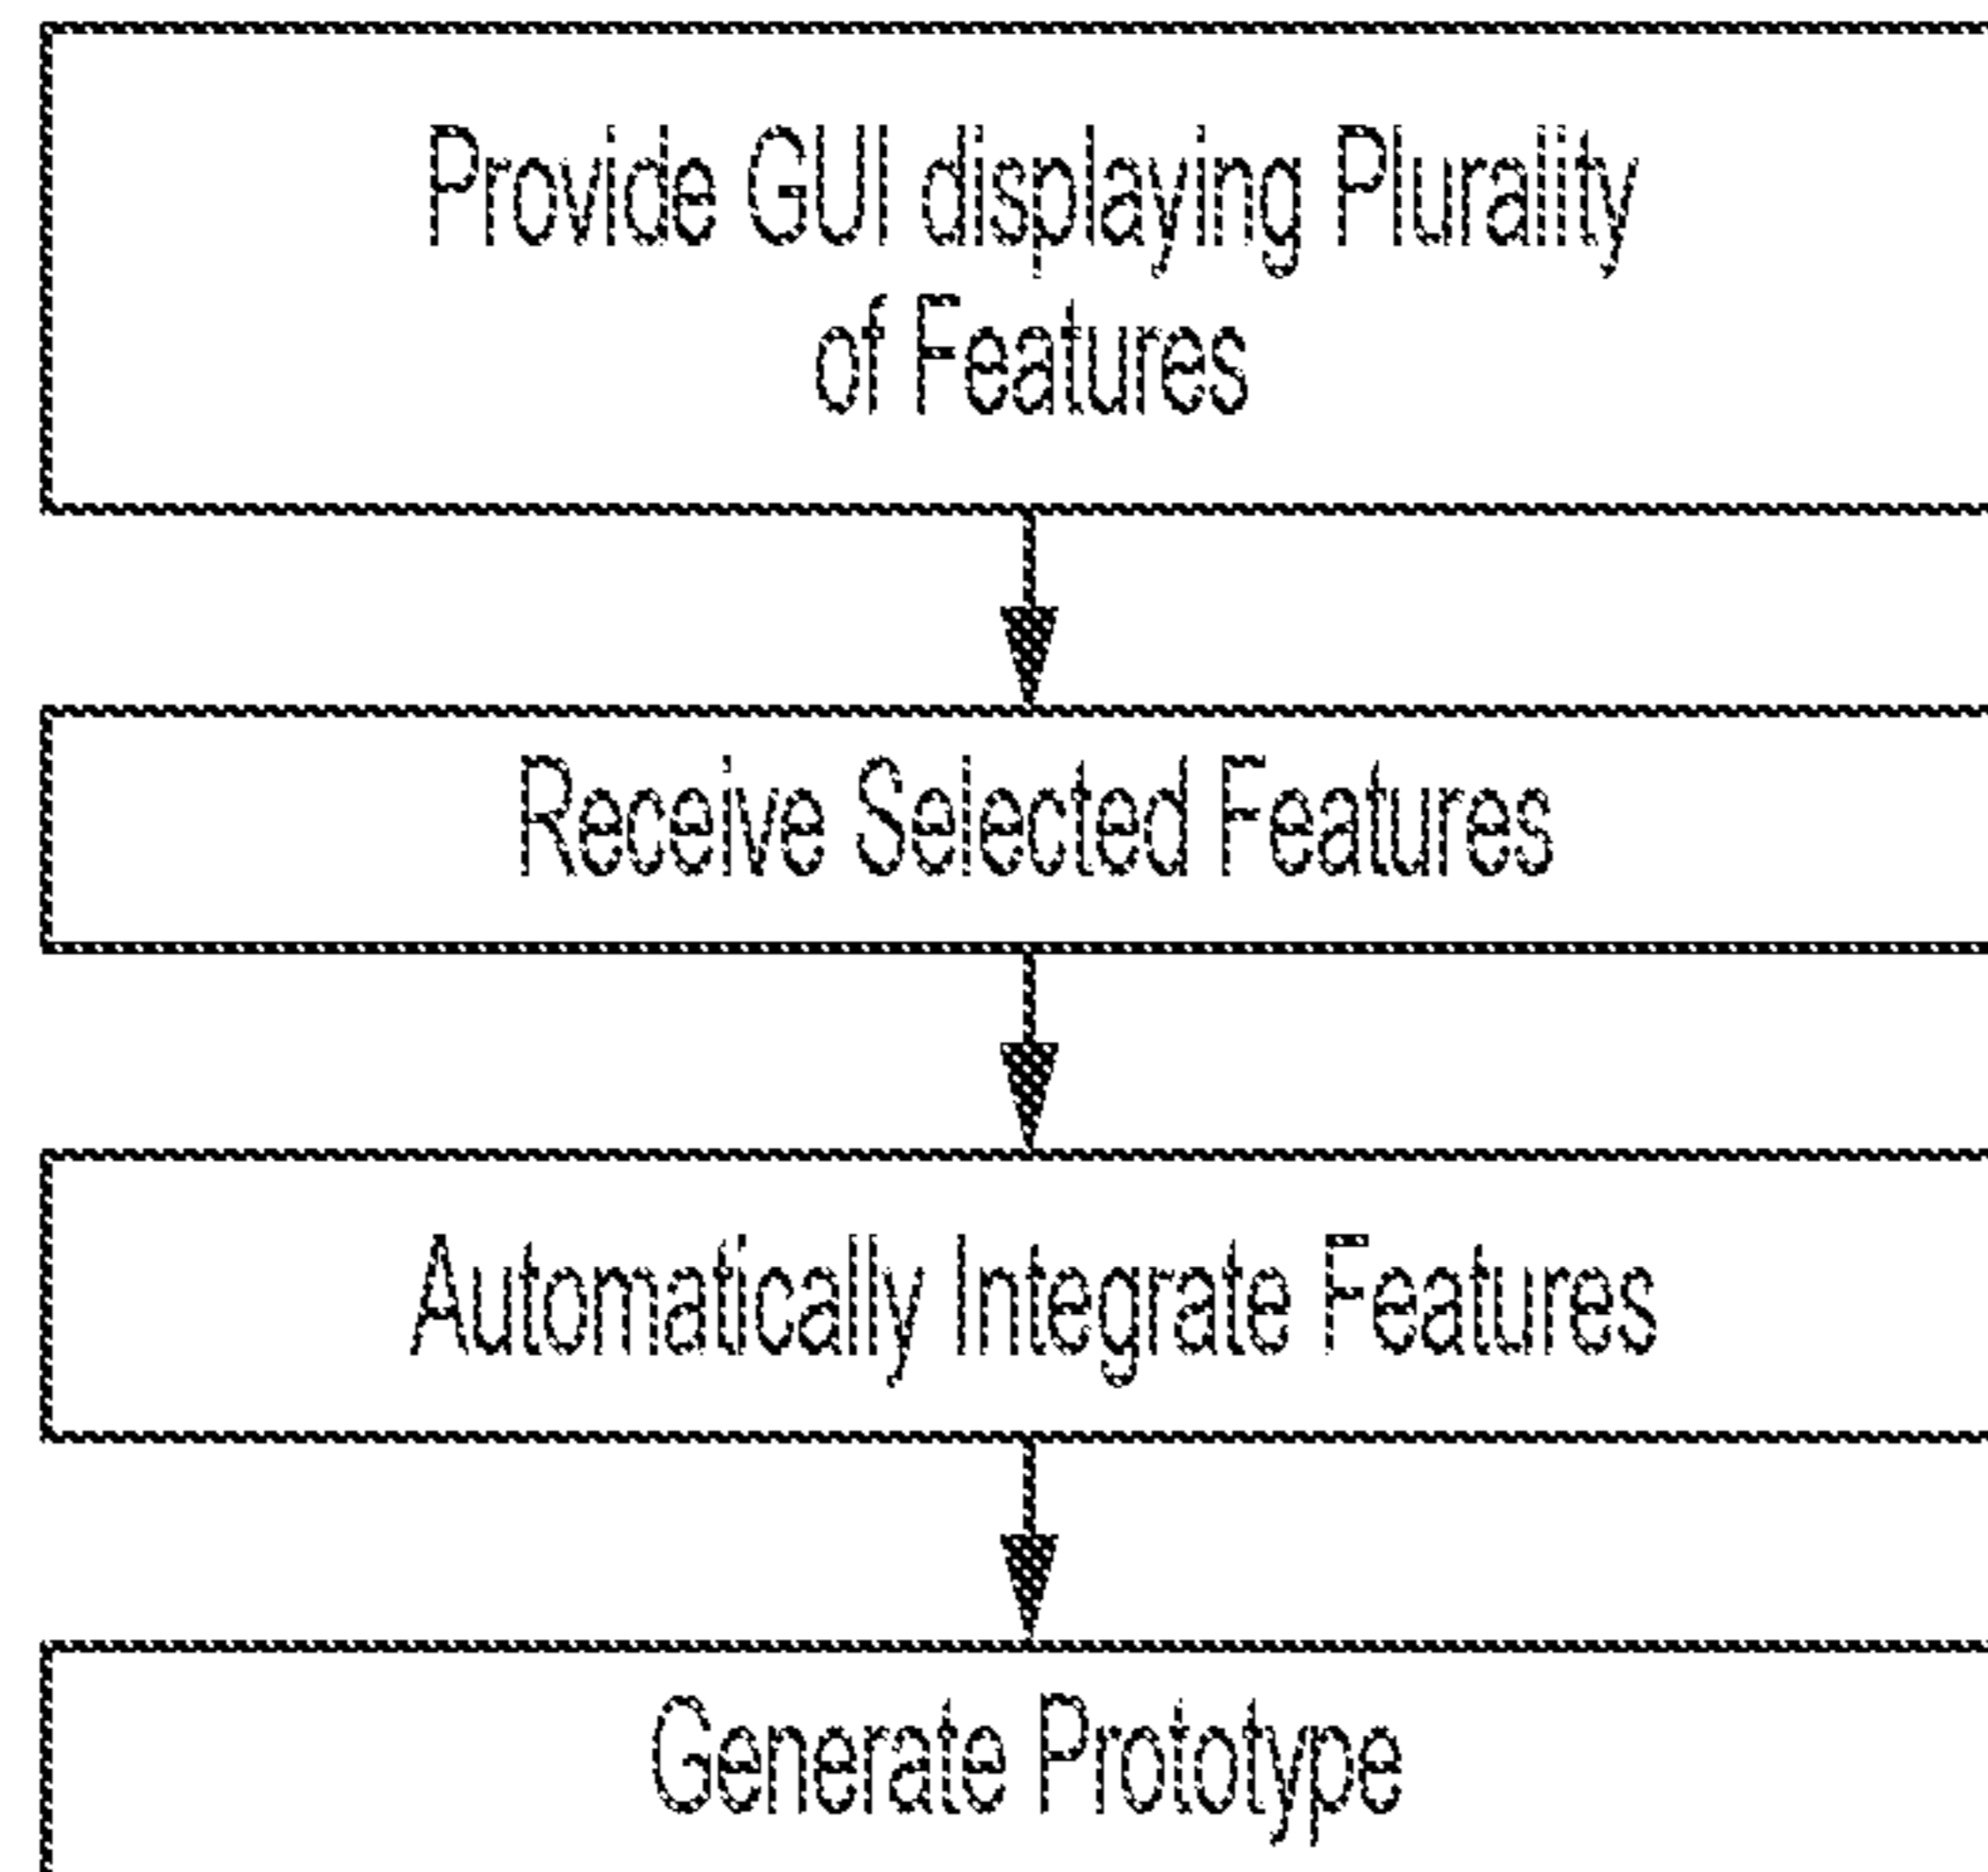 Provide GUI displaying Plurality
of Features
Receive Selected Features
Automatically Integrate Features
Generate Prototype